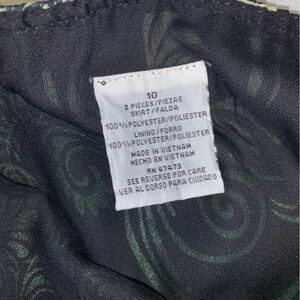 10
2 PIECES/PIEZAS
SKIRT/FALDA
100%POLYESTER/POLIESTER
LINING/FORRO
100%POLYESTER/POLIESTER
MADE IN VIETNAM
HECHO EN VIETNAM
RN 57473
SEE REVERSE FOR CARE
VER AL DORSO PARA CUIDADO